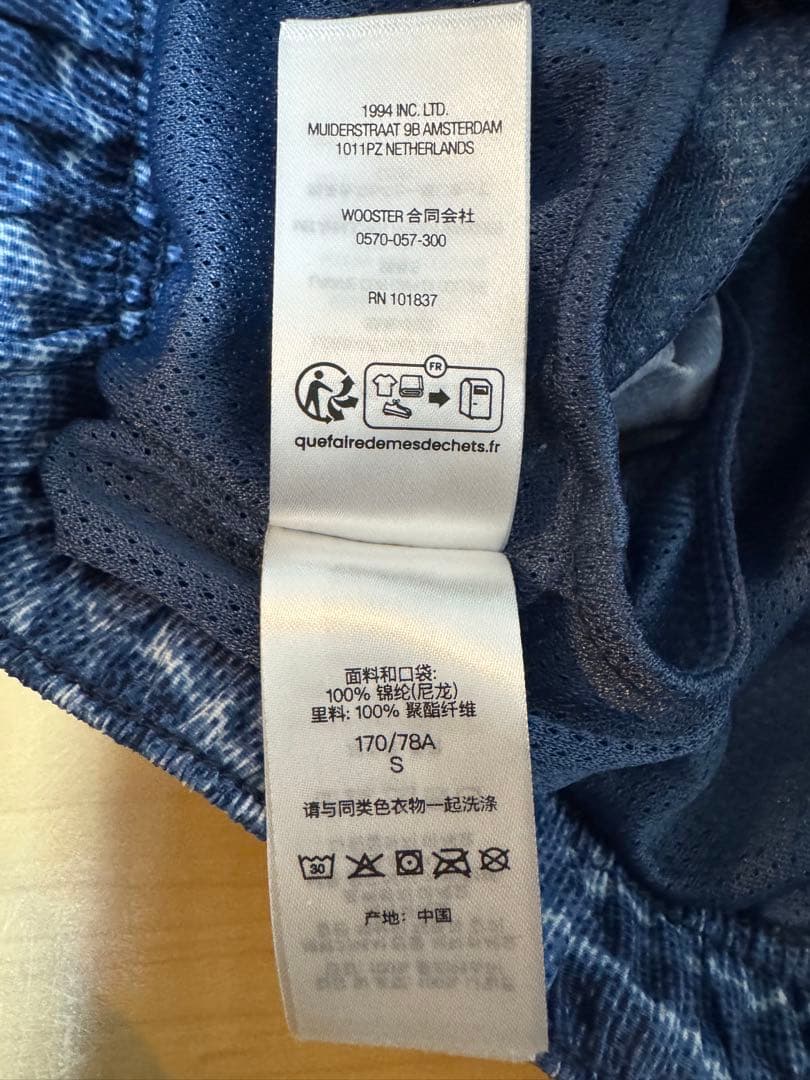 1994 INC. LTD.
MUIDERSTRAAT 9B AMSTERDAM
1011PZ NETHERLANDS
WOOSTER 合同会社
0570-057-300
RN 101837
FR
quefairedemesdechets.fr
面料和口袋:
100% 锦纶(尼龙)
里料: 100% 聚酯纤维
170/78A
S
请与同类色衣物一起洗涤
30
产地: 中国